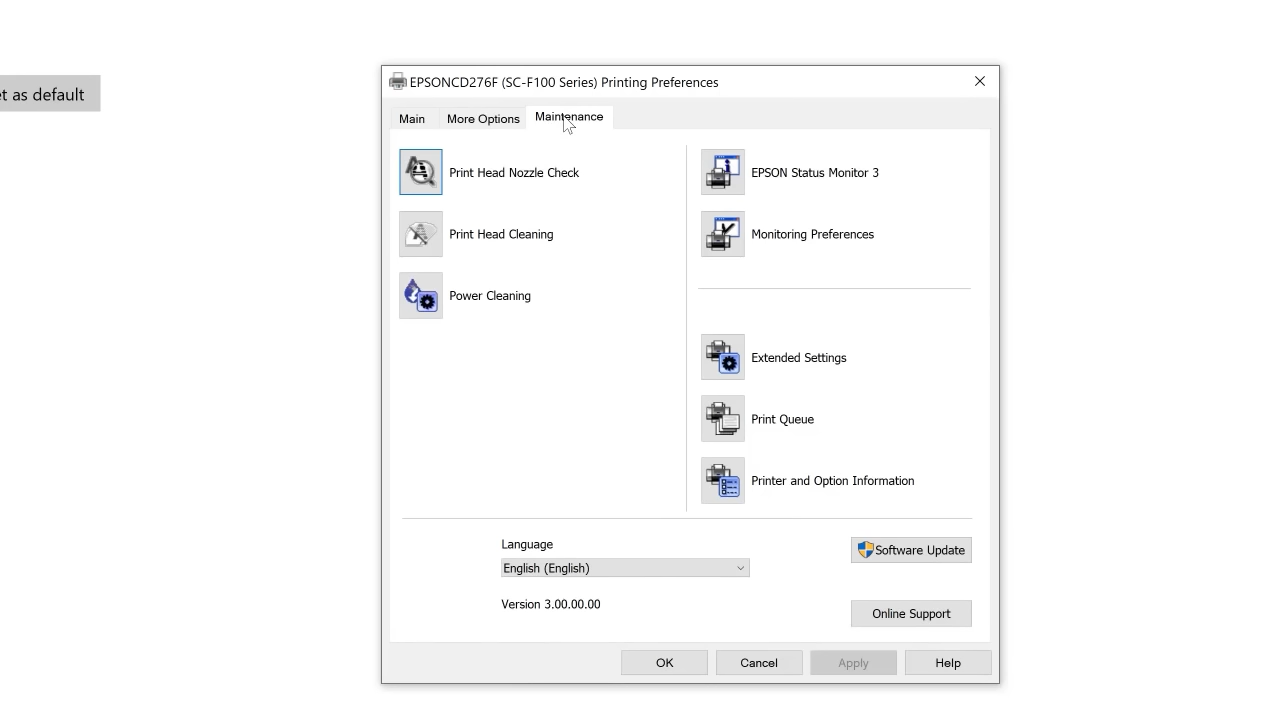 et as default
EPSONCD276F (SC-F100 Series) Printing Preferences
Main
More Options
Maintenance
Print Head Nozzle Check
Print Head Cleaning
Power Cleaning
EPSON Status Monitor 3
Monitoring Preferences
Extended Settings
Print Queue
Printer and Option Information
Language
English (English)
Version 3.00.00.00
Software Update
Online Support
OK
Cancel
Apply
Help